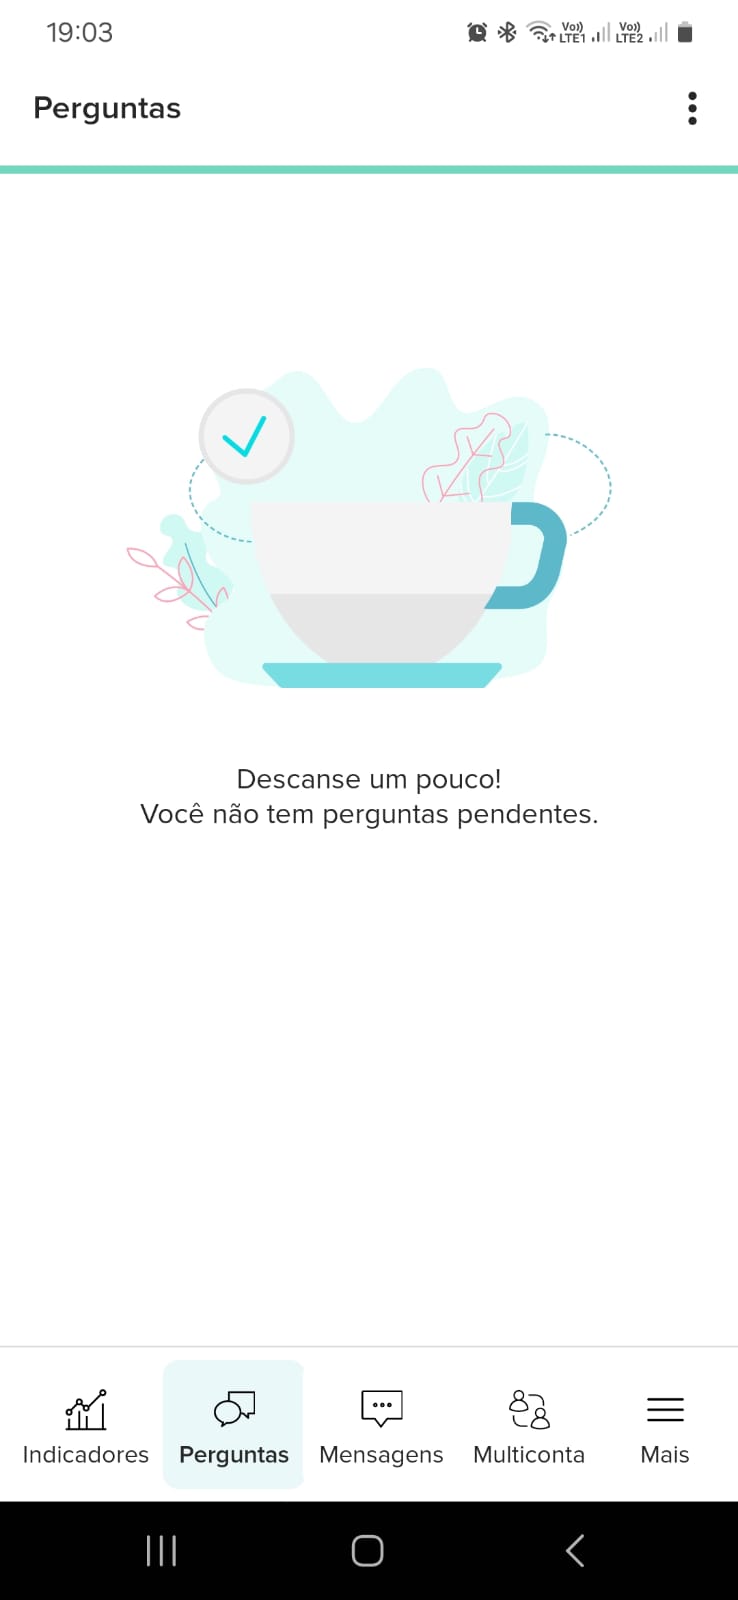 19:03
Vo)) LTE1
Vo)) LTE2
Perguntas
Descanse um pouco!
Você não tem perguntas pendentes.
Indicadores
Perguntas
Mensagens
Multiconta
Mais